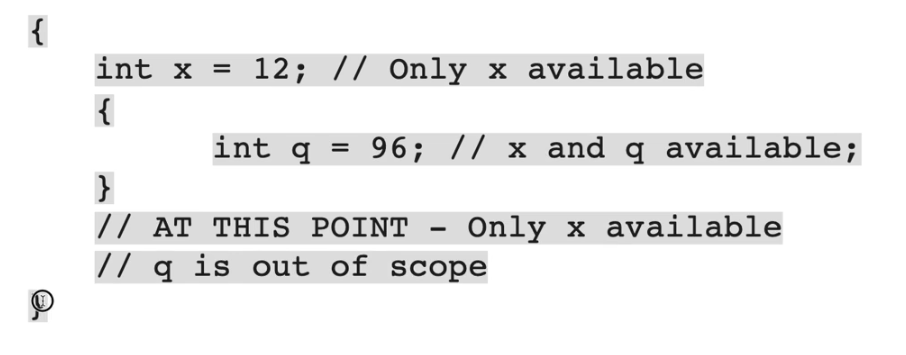 {
int x = 12; // Only x available
{
int q = 96; // x and q available;
}
// AT THIS POINT - Only x available
// q is out of scope
}